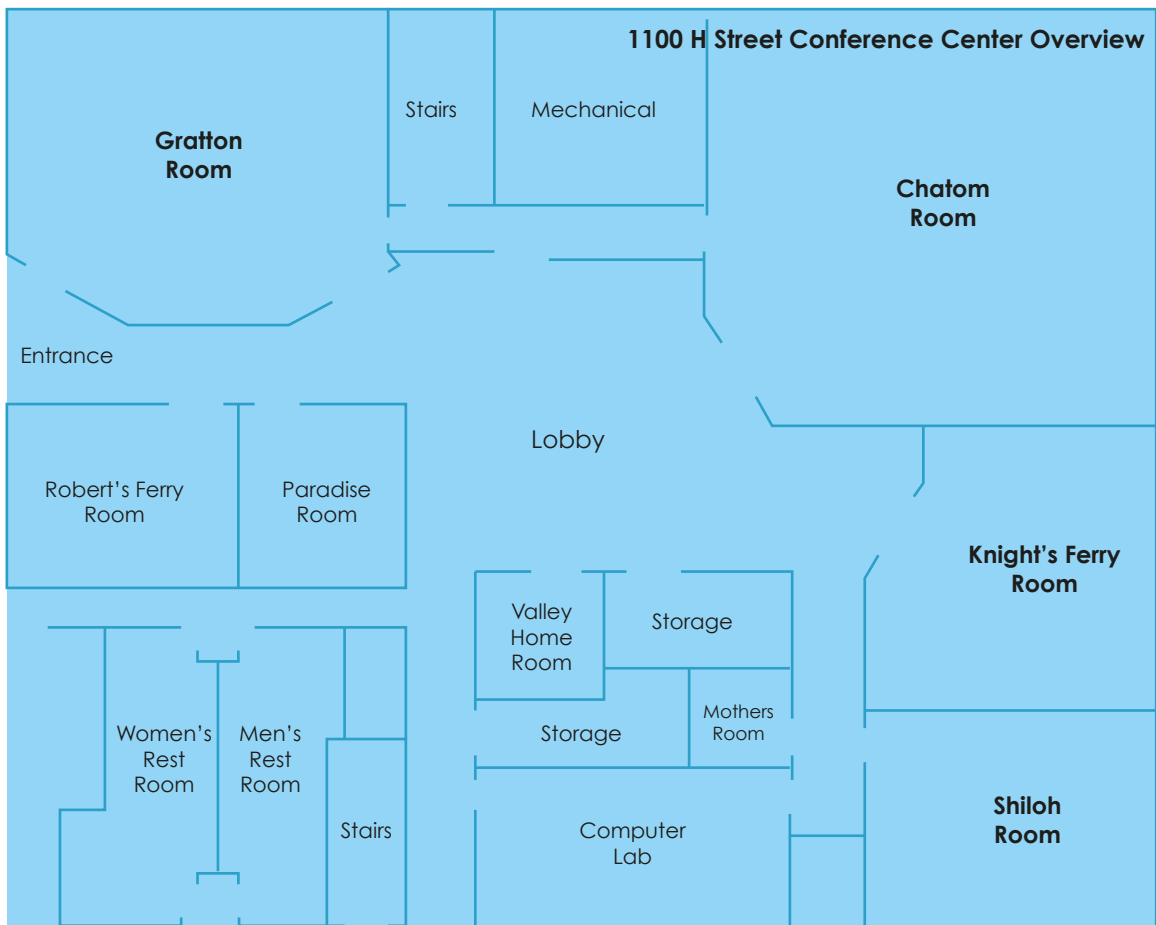 1100 H Street Conference Center Overview
Stairs
Mechanical
Gratton
Room
Chatom
Room
Entrance
Lobby
Robert's Ferry
Room
Paradise
Room
Knight's Ferry
Room
Valley
Home
Room
Storage
Mothers
Room
Storage
Women's
Rest
Room
Men's
Rest
Room
Stairs
Computer
Lab
Shiloh
Room